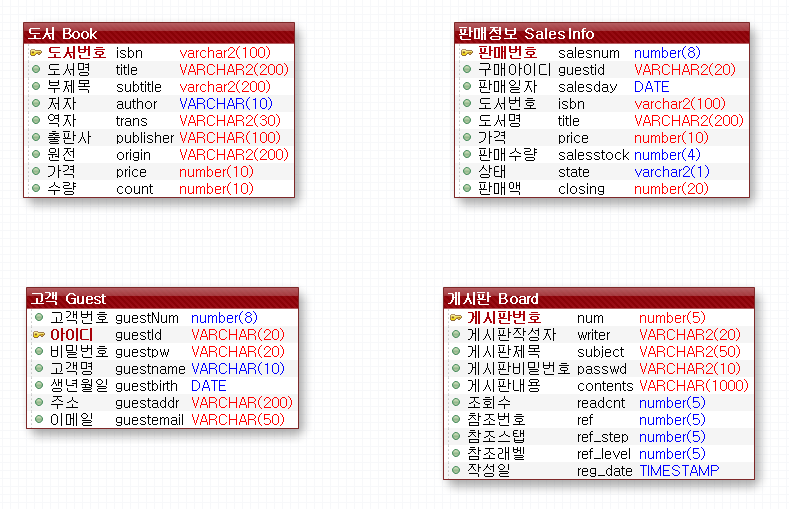 도서 Book
도서번호 isbn varchar2(100)
도서명 title VARCHAR2(200)
부제목 subtitle varchar2(200)
저자 author VARCHAR(10)
역자 trans VARCHAR2(30)
출판사 publisher VARCHAR(100)
원전 origin VARCHAR2(200)
가격 price number(10)
수량 count number(10)
판매정보 SalesInfo
판매번호 salesnum number(8)
구매아이디 guestid VARCHAR2(20)
판매일자 salesday DATE
도서번호 isbn varchar2(100)
도서명 title VARCHAR2(200)
가격 price number(10)
판매수량 salesstock number(4)
상태 state varchar2(1)
판매액 closing number(20)
고객 Guest
고객번호 guestNum number(8)
아이디 guestId VARCHAR(20)
비밀번호 guestpw VARCHAR(20)
고객명 guestname VARCHAR(10)
생년월일 guestbirth DATE
주소 guestaddr VARCHAR(200)
이메일 guestemail VARCHAR(50)
게시판 Board
게시판번호 num number(5)
게시판작성자 writer VARCHAR2(20)
게시판제목 subject VARCHAR2(50)
게시판비밀번호 passwd VARCHAR2(10)
게시판내용 contents VARCHAR(1000)
조회수 readcnt number(5)
참조번호 ref number(5)
참조스탭 ref_step number(5)
참조래벨 ref_level number(5)
작성일 reg_date TIMESTAMP